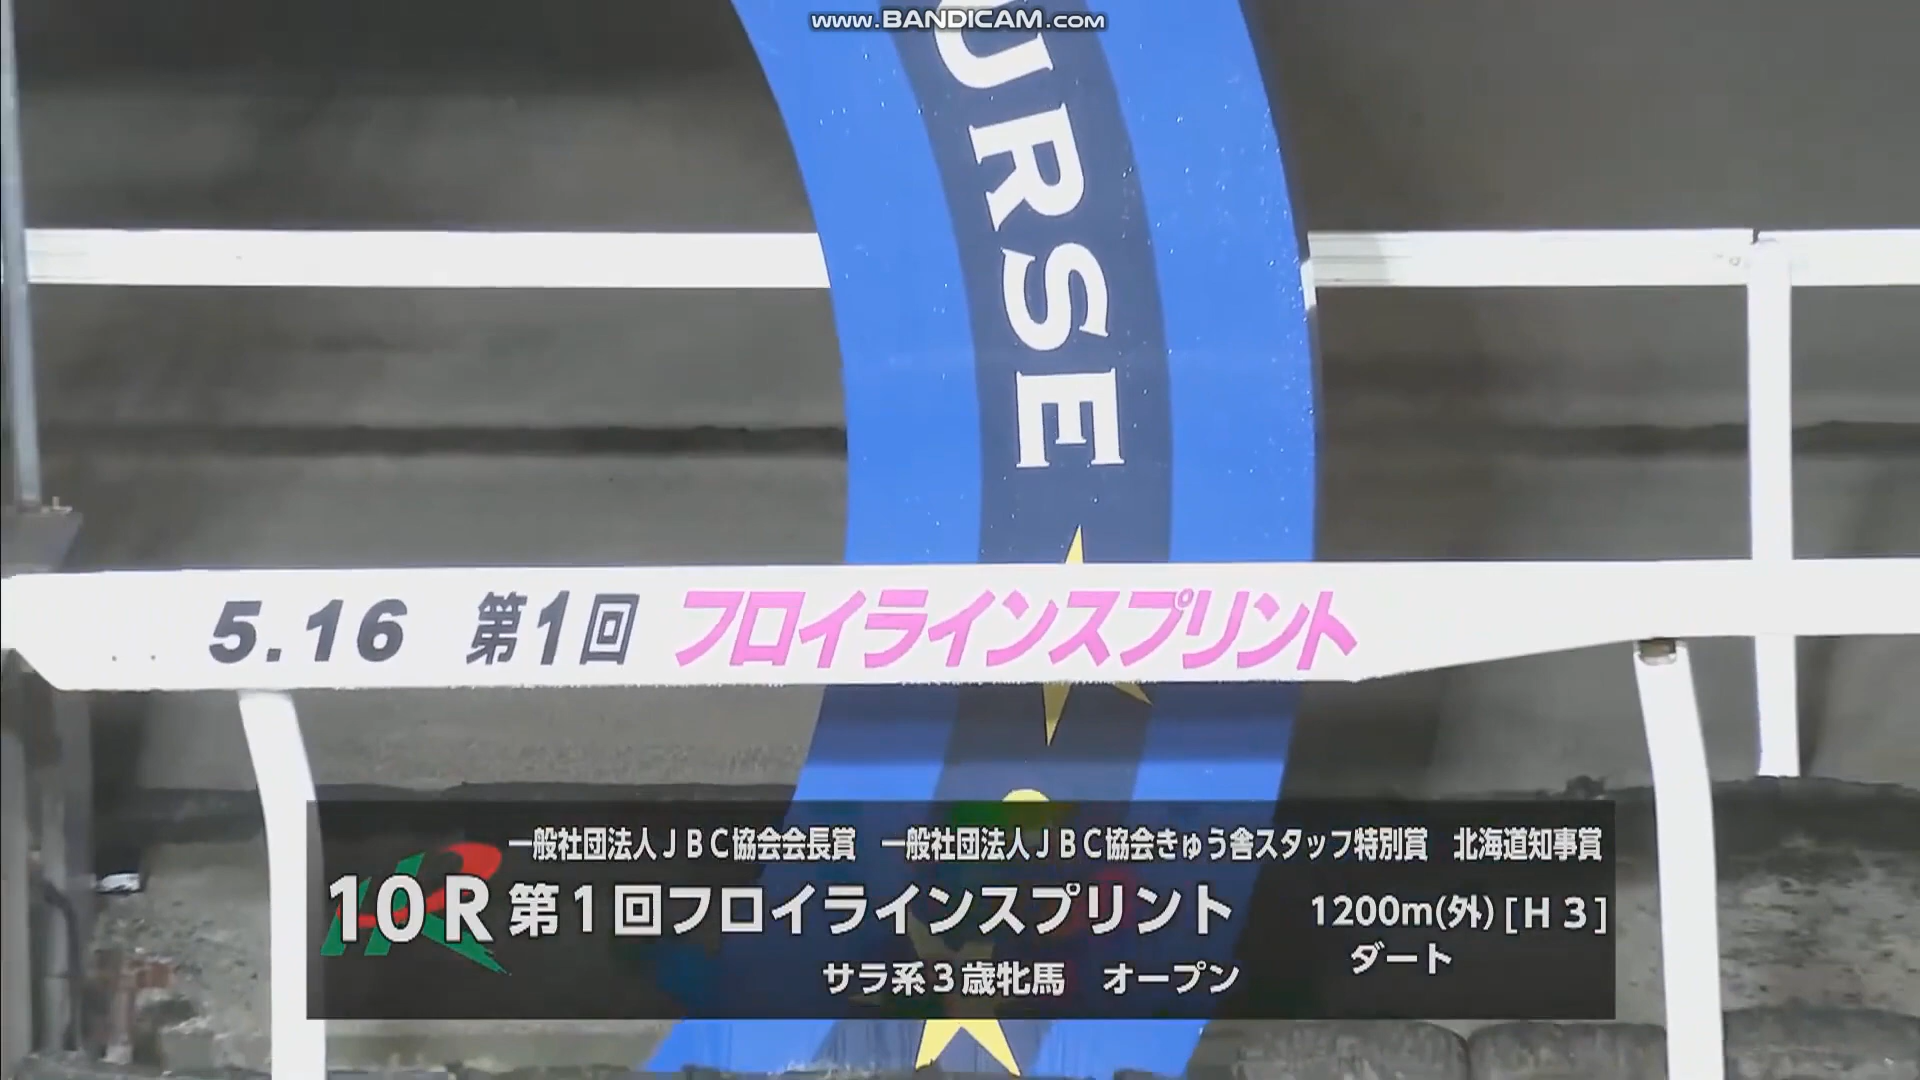 www.BANDICAM.com
URSE
5.16 第1回 フロイラインスプリント
一般社団法人JBC協会会長賞 一般社団法人JBC協会きゅう舎スタッフ特別賞 北海道知事賞
10R 第1回フロイラインスプリント 1200m(外)[H3]
ダート
サラ系3歳牝馬 オープン